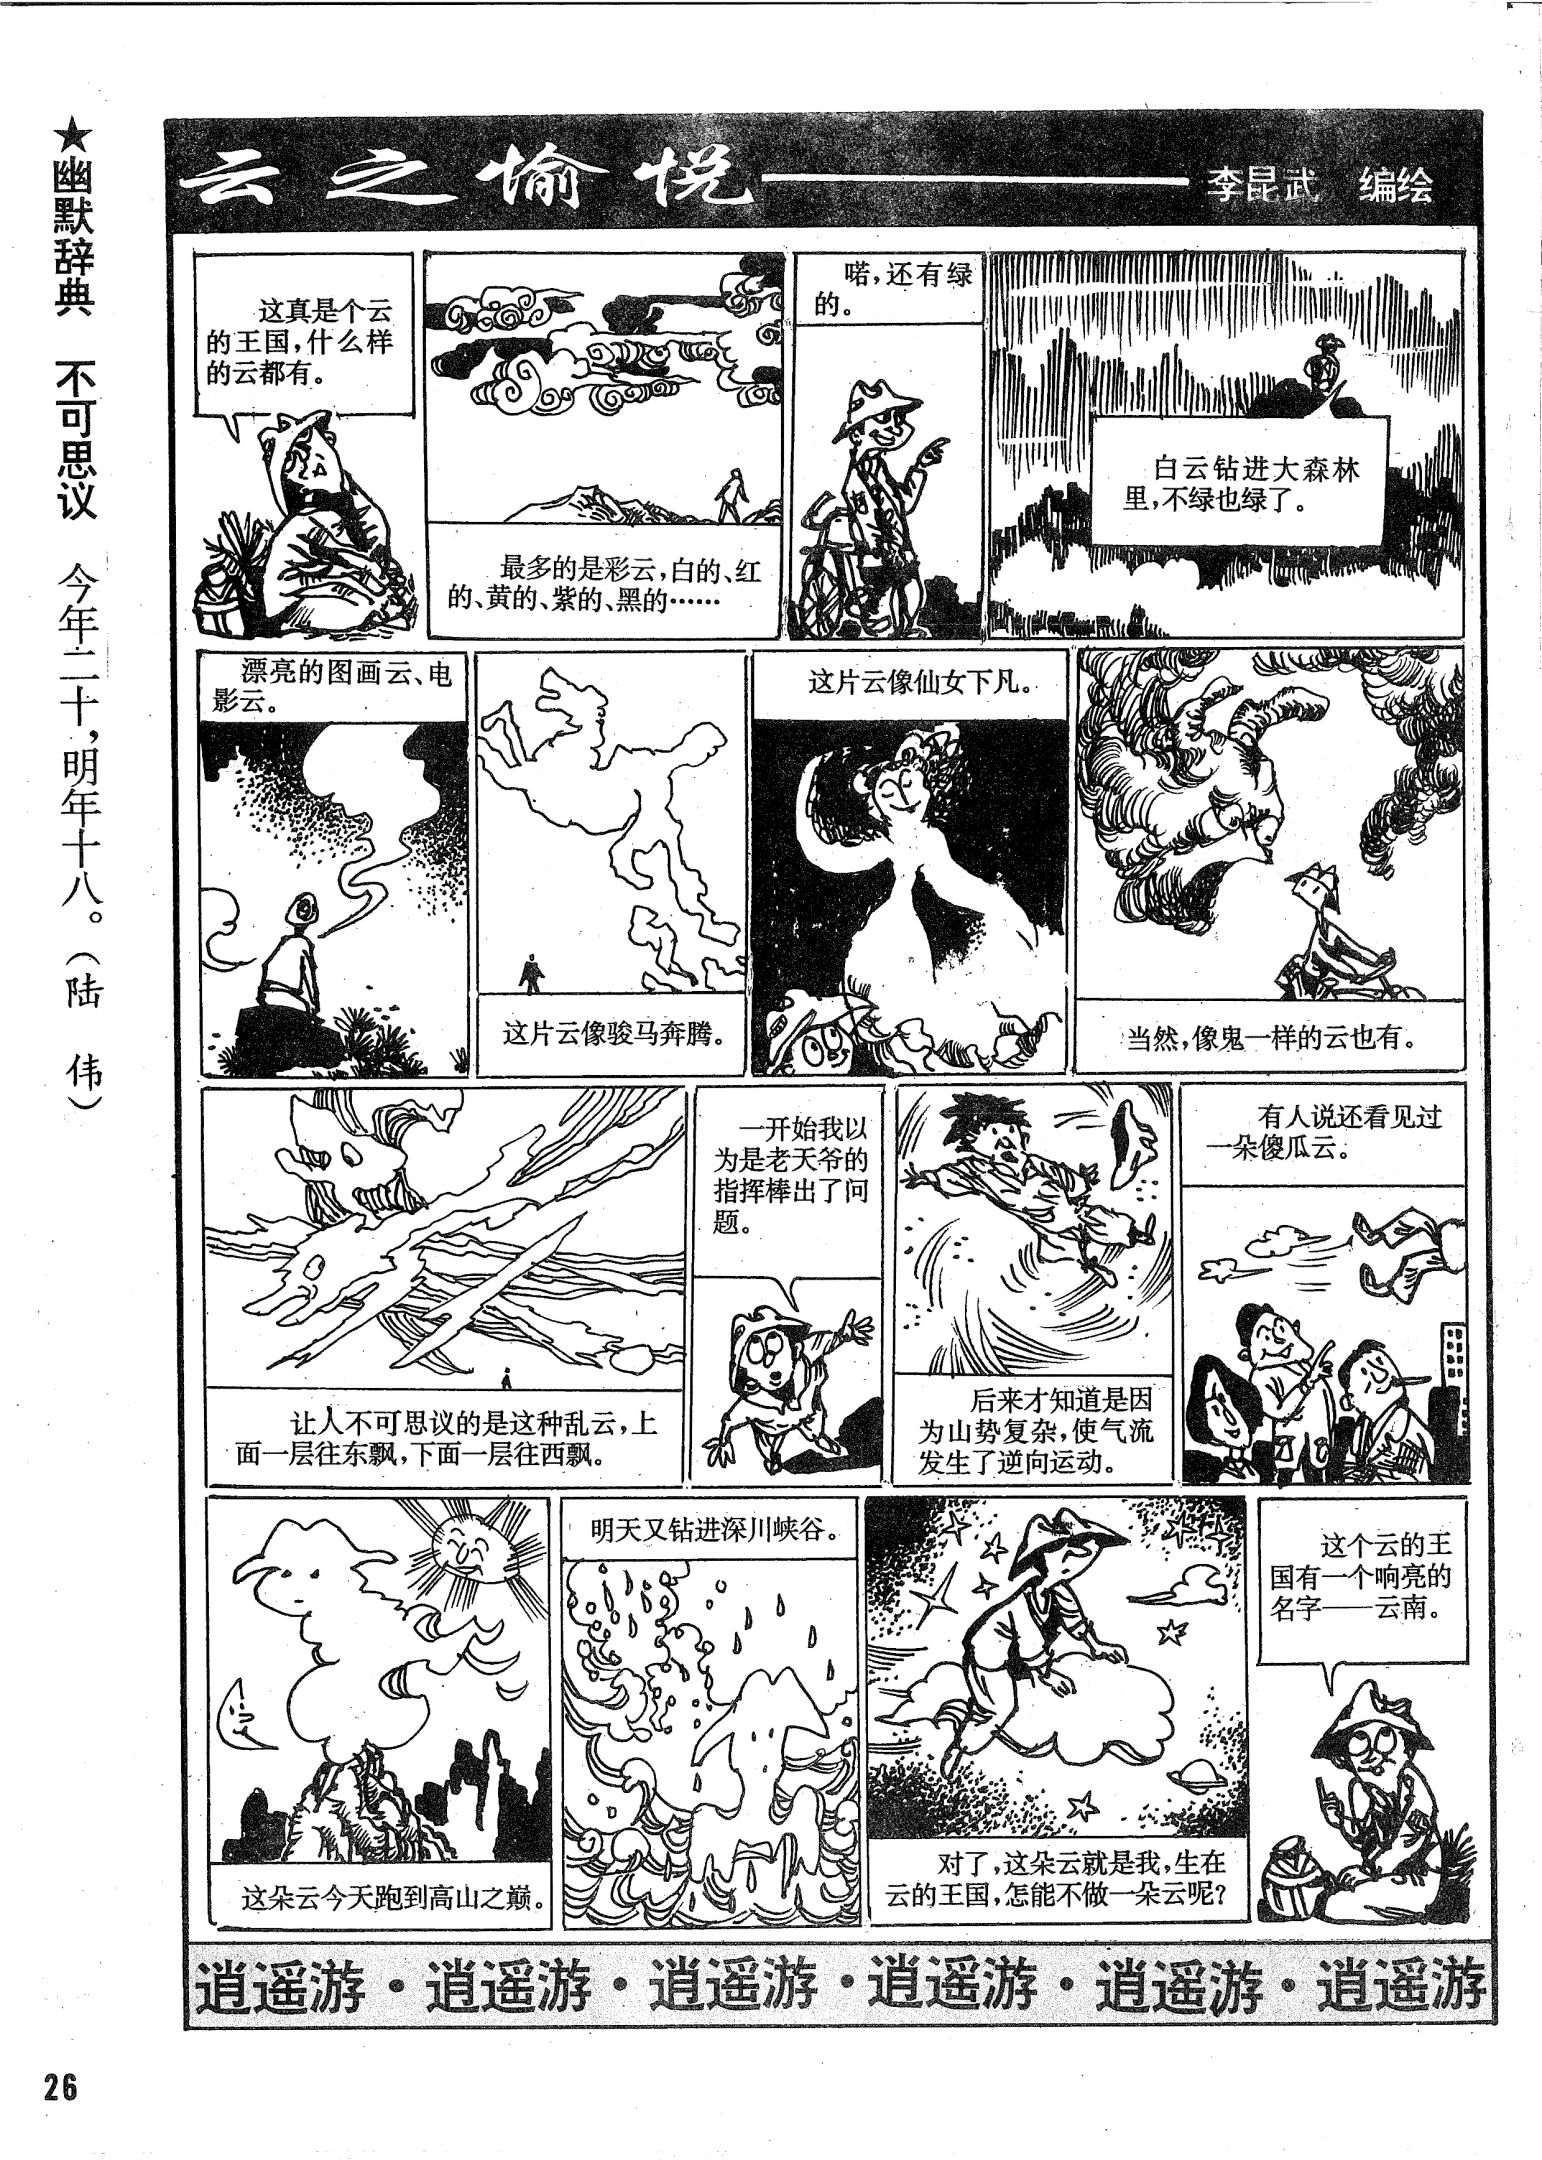 ★幽默辞典　不可思议　今年二十，明年十八。（陆　伟）
云之愉悦——李昆武　编绘
这真是个云
的王国，什么样
的云都有。
最多的是彩云，白的、红
的、黄的、紫的、黑的……
喏，还有绿
的。
白云钻进大森林
里，不绿也绿了。
漂亮的图画云、电
影云。
这片云像骏马奔腾。
这片云像仙女下凡。
当然，像鬼一样的云也有。
让人不可思议的是这种乱云，上
面一层往东飘，下面一层往西飘。
一开始我以
为是老天爷的
指挥棒出了问
题。
后来才知道是因
为山势复杂，使气流
发生了逆向运动。
有人说还看见过
一朵傻瓜云。
这朵云今天跑到高山之巅。
明天又钻进深川峡谷。
对了，这朵云就是我，生在
云的王国，怎能不做一朵云呢？
这个云的王
国有一个响亮的
名字——云南。
逍遥游·逍遥游·逍遥游·逍遥游·逍遥游·逍遥游
26